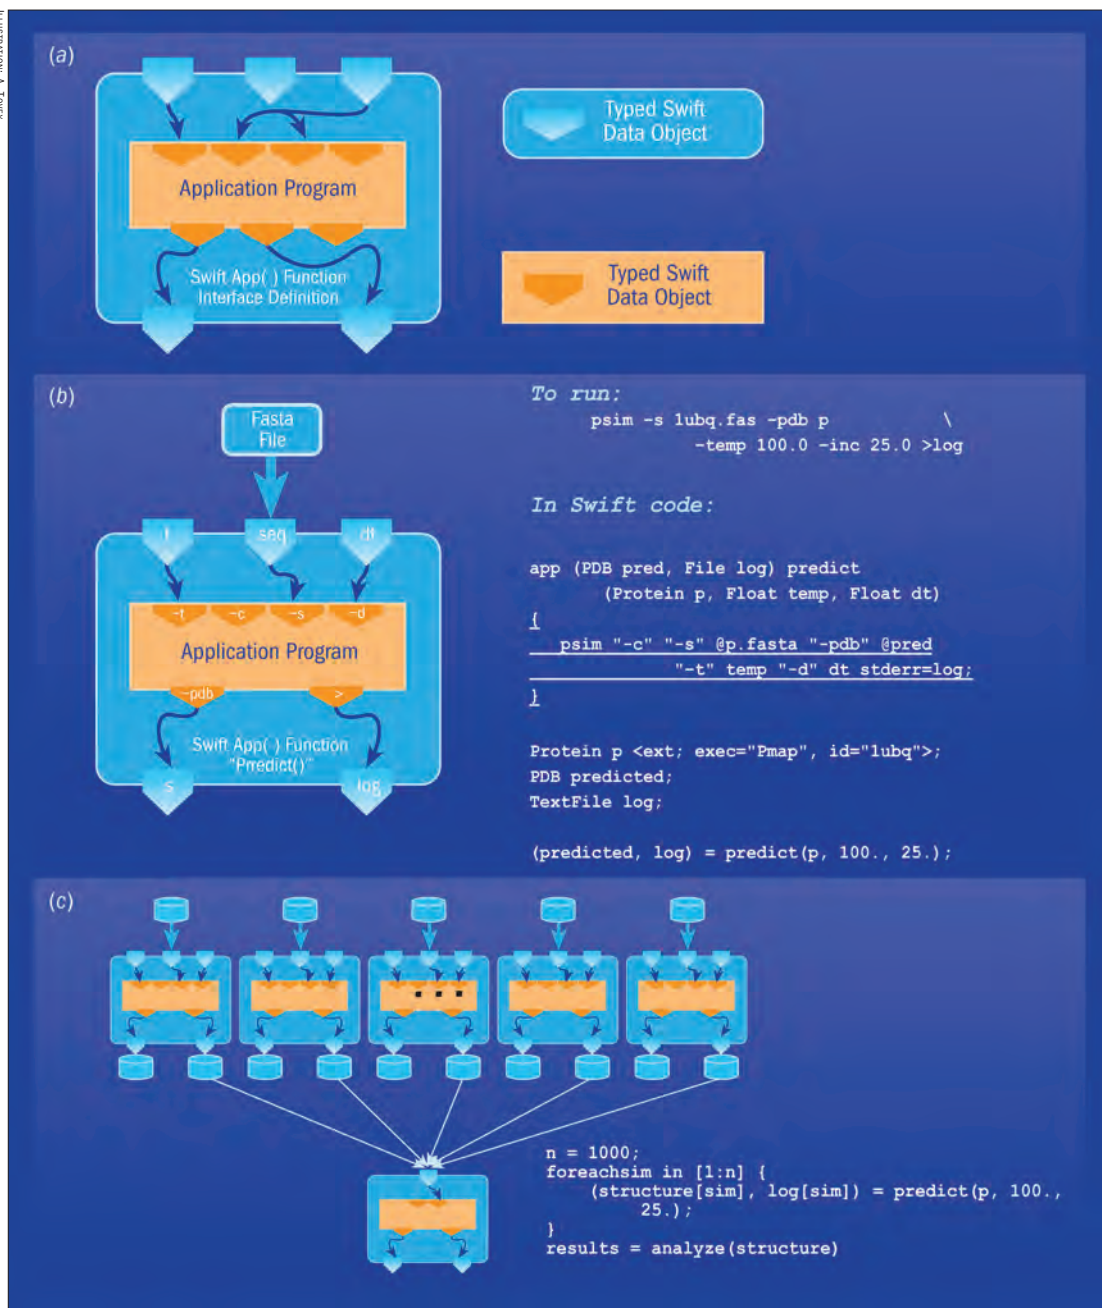 ILLUSTRATION: A. TOVEY
(a)
Application Program
Swift App( ) Function
Interface Definition
Typed Swift
Data Object
Typed Swift
Data Object
(b)
Fasta
File
t
seq
dt
-t
-c
-s
-d
Application Program
-pdb
>
Swift App( ) Function
"Prredict()"
s
log
To run:
psim -s 1ubq.fas -pdb p \
-temp 100.0 -inc 25.0 >log
In Swift code:
app (PDB pred, File log) predict
(Protein p, Float temp, Float dt)
{
psim "-c" "-s" @p.fasta "-pdb" @pred
"-t" temp "-d" dt stderr=log;
}
Protein p <ext; exec="Pmap", id="1ubq">;
PDB predicted;
TextFile log;
(predicted, log) = predict(p, 100., 25.);
(c)
n = 1000;
foreachsim in [1:n] {
(structure[sim], log[sim]) = predict(p, 100.,
25.);
}
results = analyze(structure)